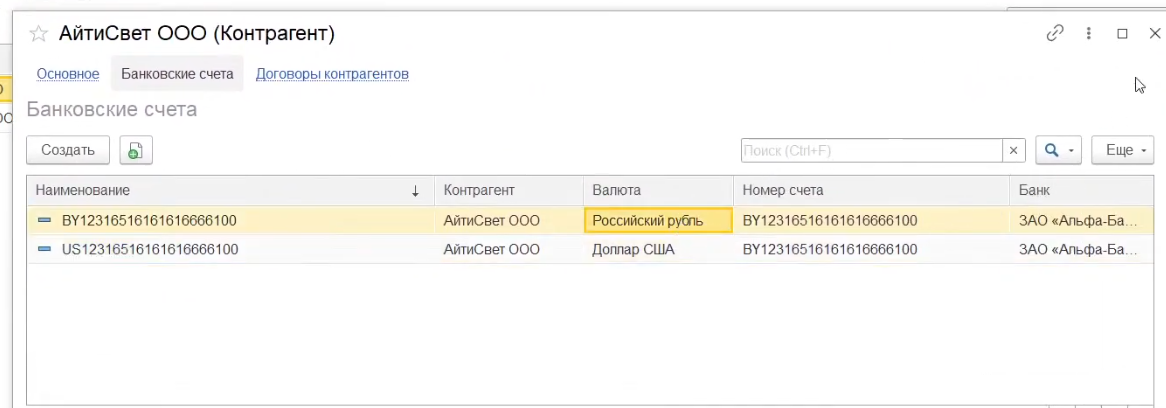 АйтиСвет ООО (Контрагент)
Основное Банковские счета Договоры контрагентов
Банковские счета
Создать Поиск (Ctrl+F) × Еще
Наименование ↓ Контрагент Валюта Номер счета Банк
BY12316516161616666100 АйтиСвет ООО Российский рубль BY12316516161616666100 ЗАО «Альфа-Ба...
US123165161616166666100 АйтиСвет ООО Доллар США BY12316516161616666100 ЗАО «Альфа-Ба...